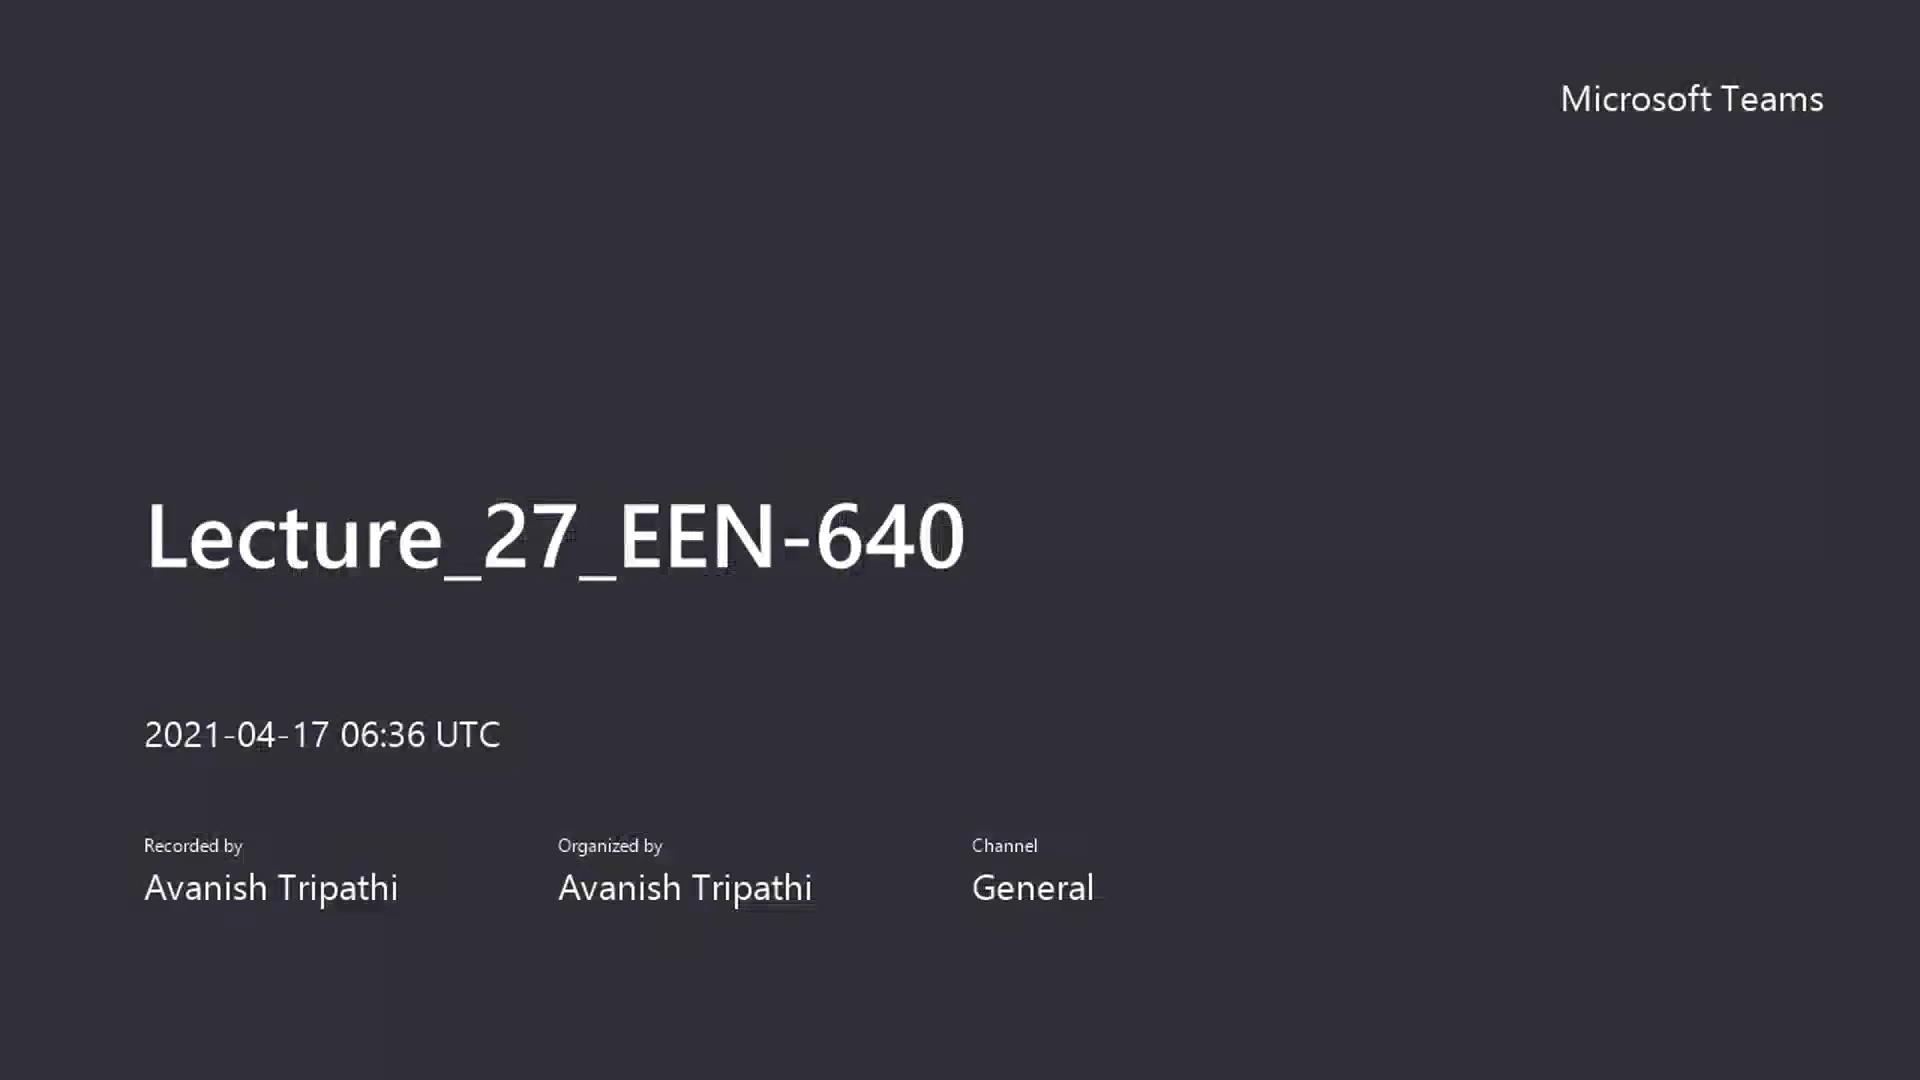 Microsoft Teams
Lecture_27_EEN-640
2021-04-17 06:36 UTC
Recorded by
Avanish Tripathi
Organized by
Avanish Tripathi
Channel
General